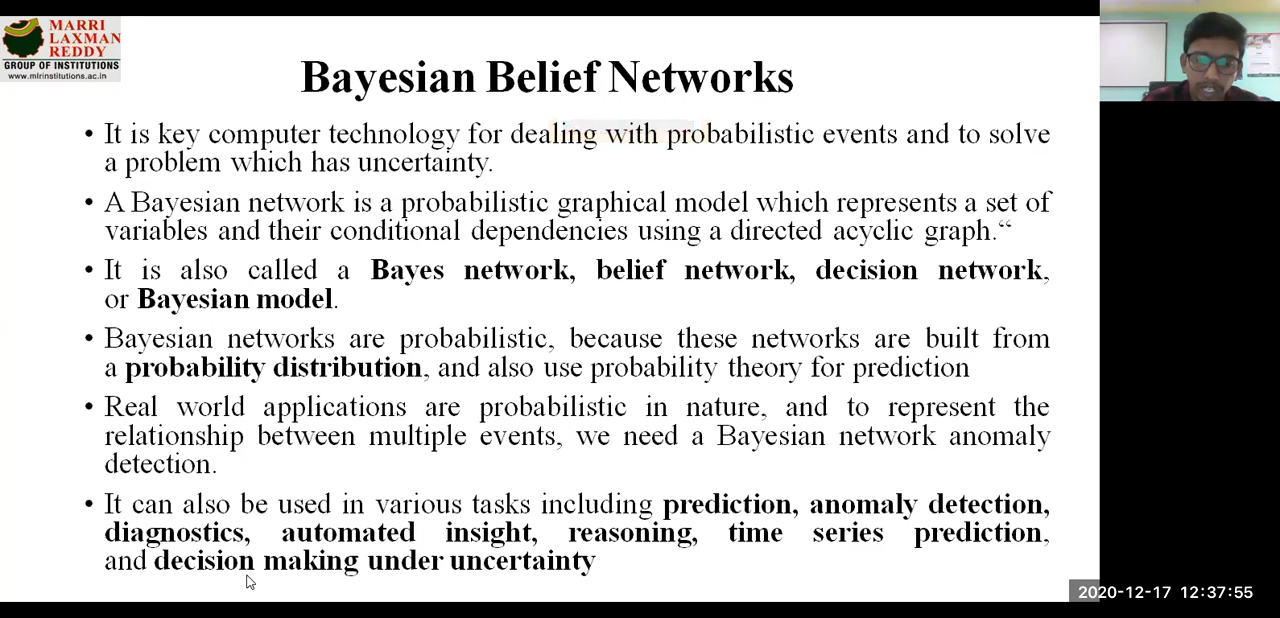 MARRI
LAXMAN
REDDY
GROUP OF INSTITUTIONS
www.mlrinstitutions.ac.in
Bayesian Belief Networks
• It is key computer technology for dealing with probabilistic events and to solve
a problem which has uncertainty.
• A Bayesian network is a probabilistic graphical model which represents a set of
variables and their conditional dependencies using a directed acyclic graph.“
• It is also called a Bayes network, belief network, decision network,
or Bayesian model.
• Bayesian networks are probabilistic, because these networks are built from
a probability distribution, and also use probability theory for prediction
• Real world applications are probabilistic in nature, and to represent the
relationship between multiple events, we need a Bayesian network anomaly
detection.
• It can also be used in various tasks including prediction, anomaly detection,
diagnostics, automated insight, reasoning, time series prediction,
and decision making under uncertainty
2020-12-17 12:37:55